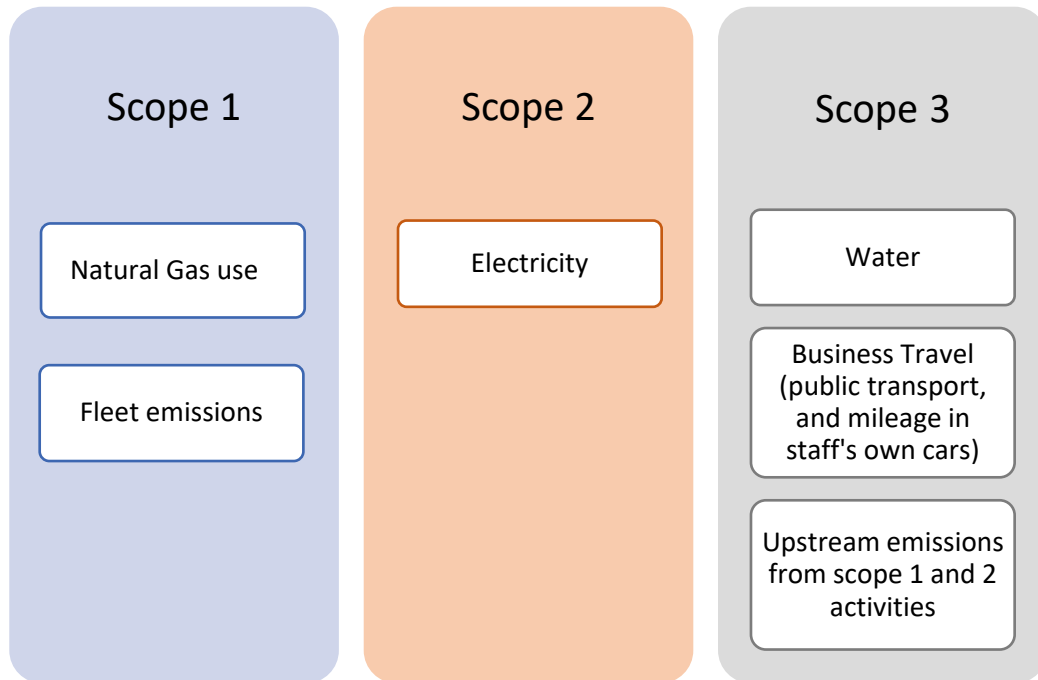 Scope 1
Natural Gas use
Fleet emissions
Scope 2
Electricity
Scope 3
Water
Business Travel
(public transport,
and mileage in
staff's own cars)
Upstream emissions
from scope 1 and 2
activities